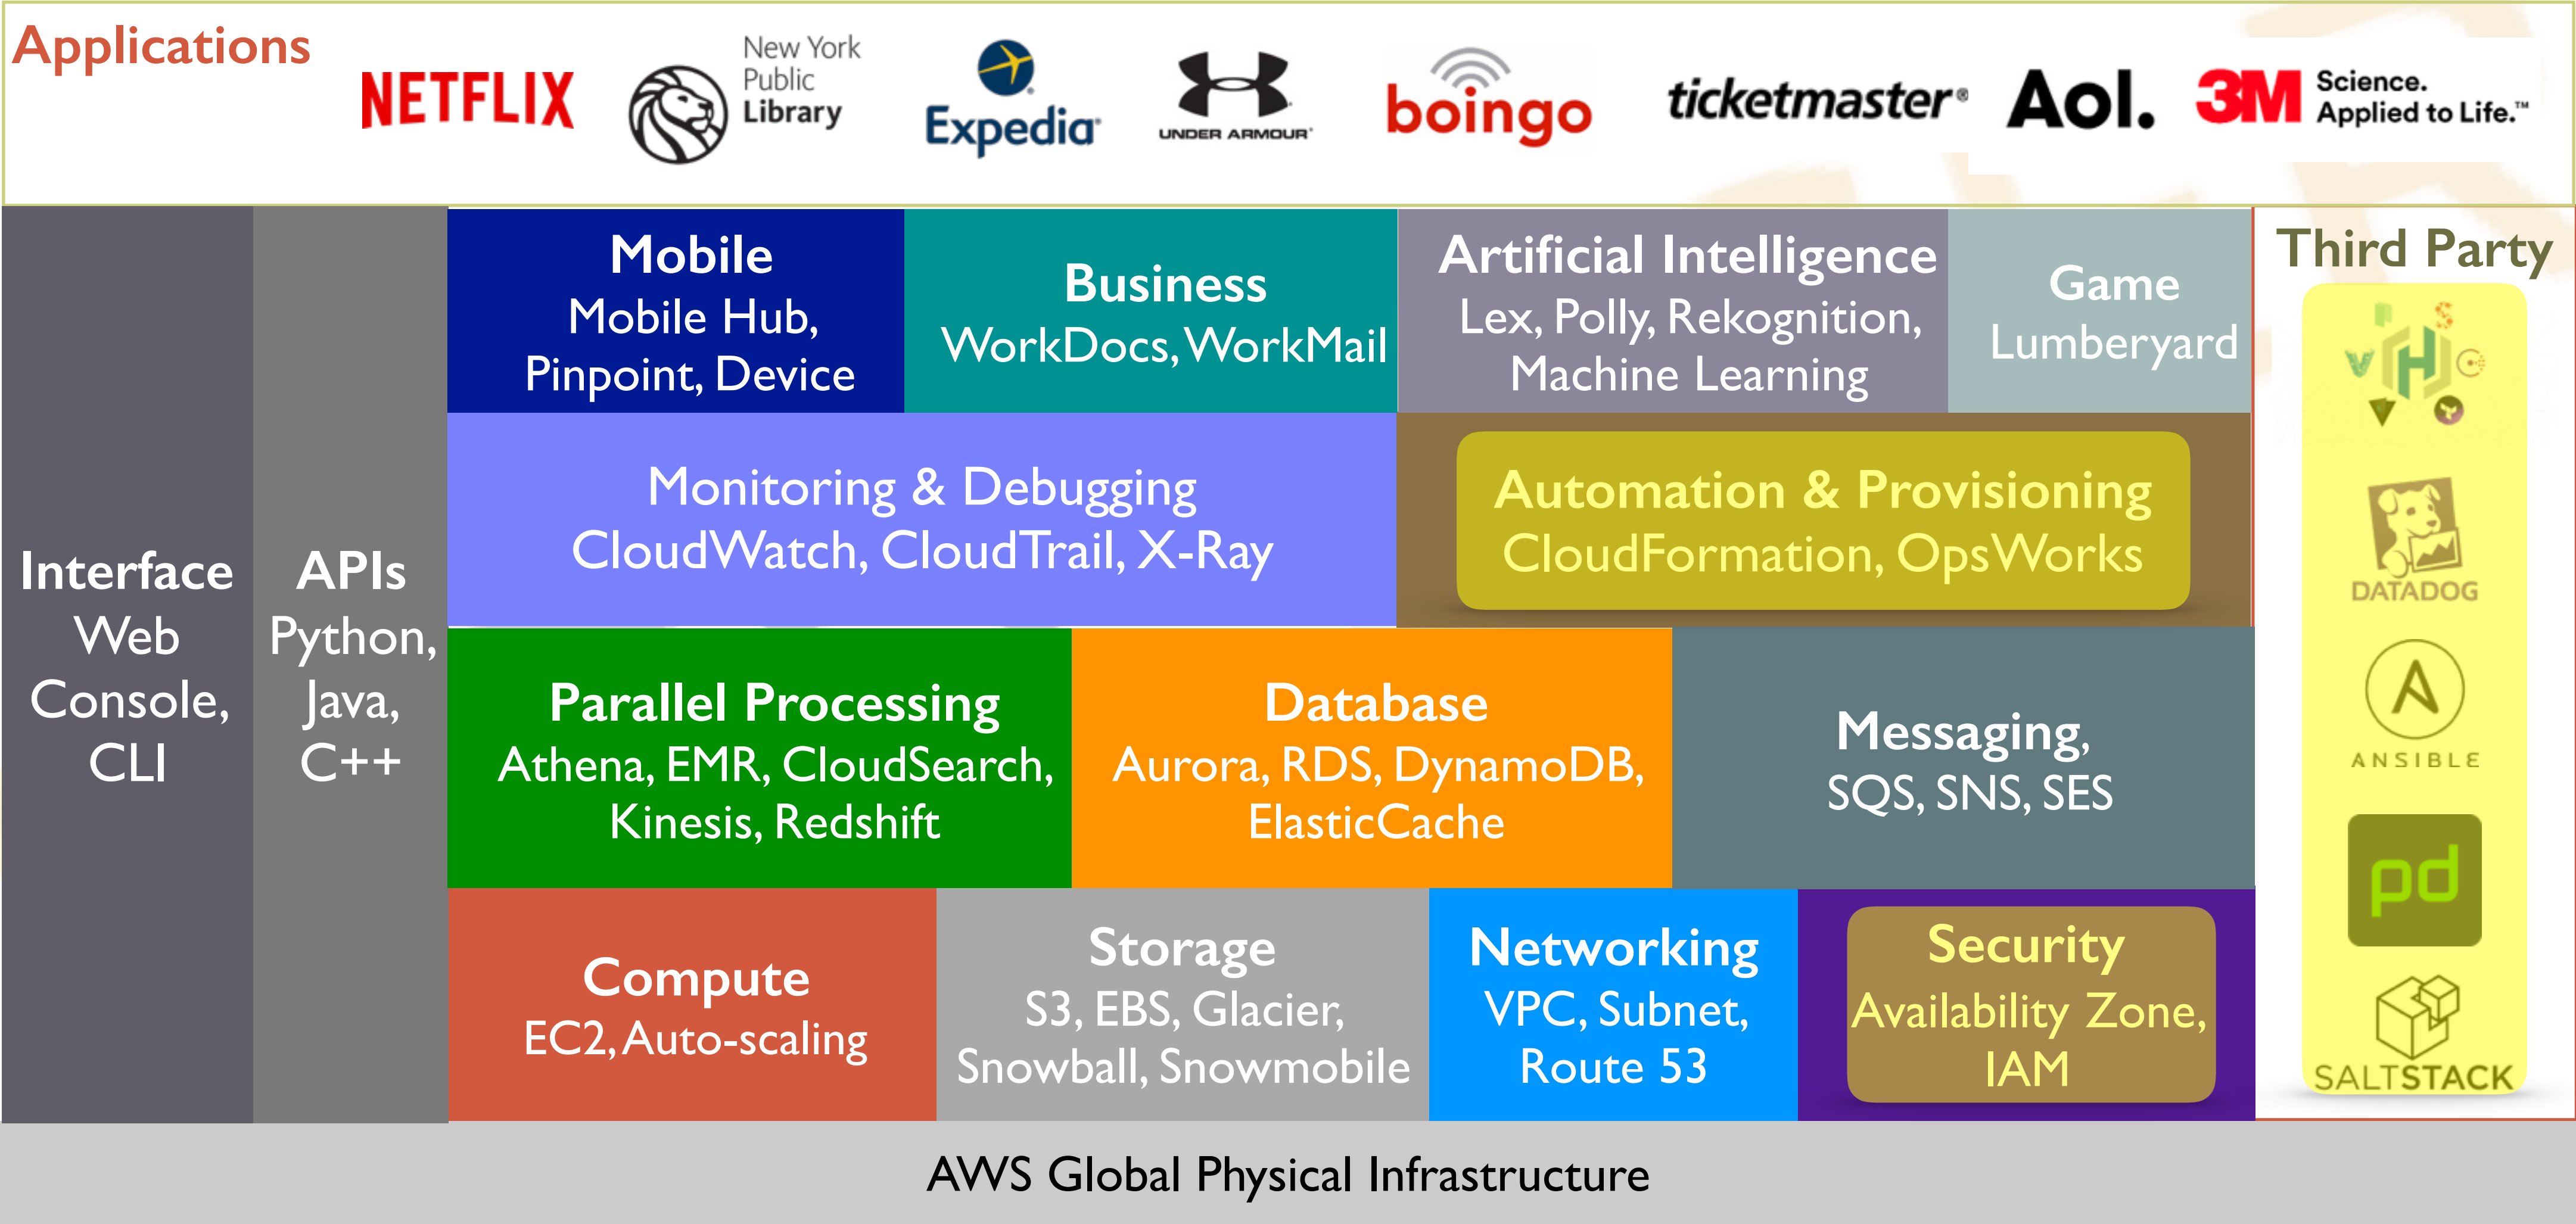 Applications
NETFLIX
New York
Public
Library
Expedia®
UNDER ARMOUR®
boingo
ticketmaster®
Aol.
3M
Science.
Applied to Life.™
Interface
Web
Console,
CLI
APIs
Python,
Java,
C++
Mobile
Mobile Hub,
Pinpoint, Device
Business
WorkDocs, WorkMail
Artificial Intelligence
Lex, Polly, Rekognition,
Machine Learning
Game
Lumberyard
Monitoring & Debugging
CloudWatch, CloudTrail, X-Ray
Automation & Provisioning
CloudFormation, OpsWorks
Parallel Processing
Athena, EMR, CloudSearch,
Kinesis, Redshift
Database
Aurora, RDS, DynamoDB,
ElasticCache
Messaging,
SQS, SNS, SES
Compute
EC2, Auto-scaling
Storage
S3, EBS, Glacier,
Snowball, Snowmobile
Networking
VPC, Subnet,
Route 53
Security
Availability Zone,
IAM
Third Party
DATADOG
ANSIBLE
pd
SALTSTACK
AWS Global Physical Infrastructure